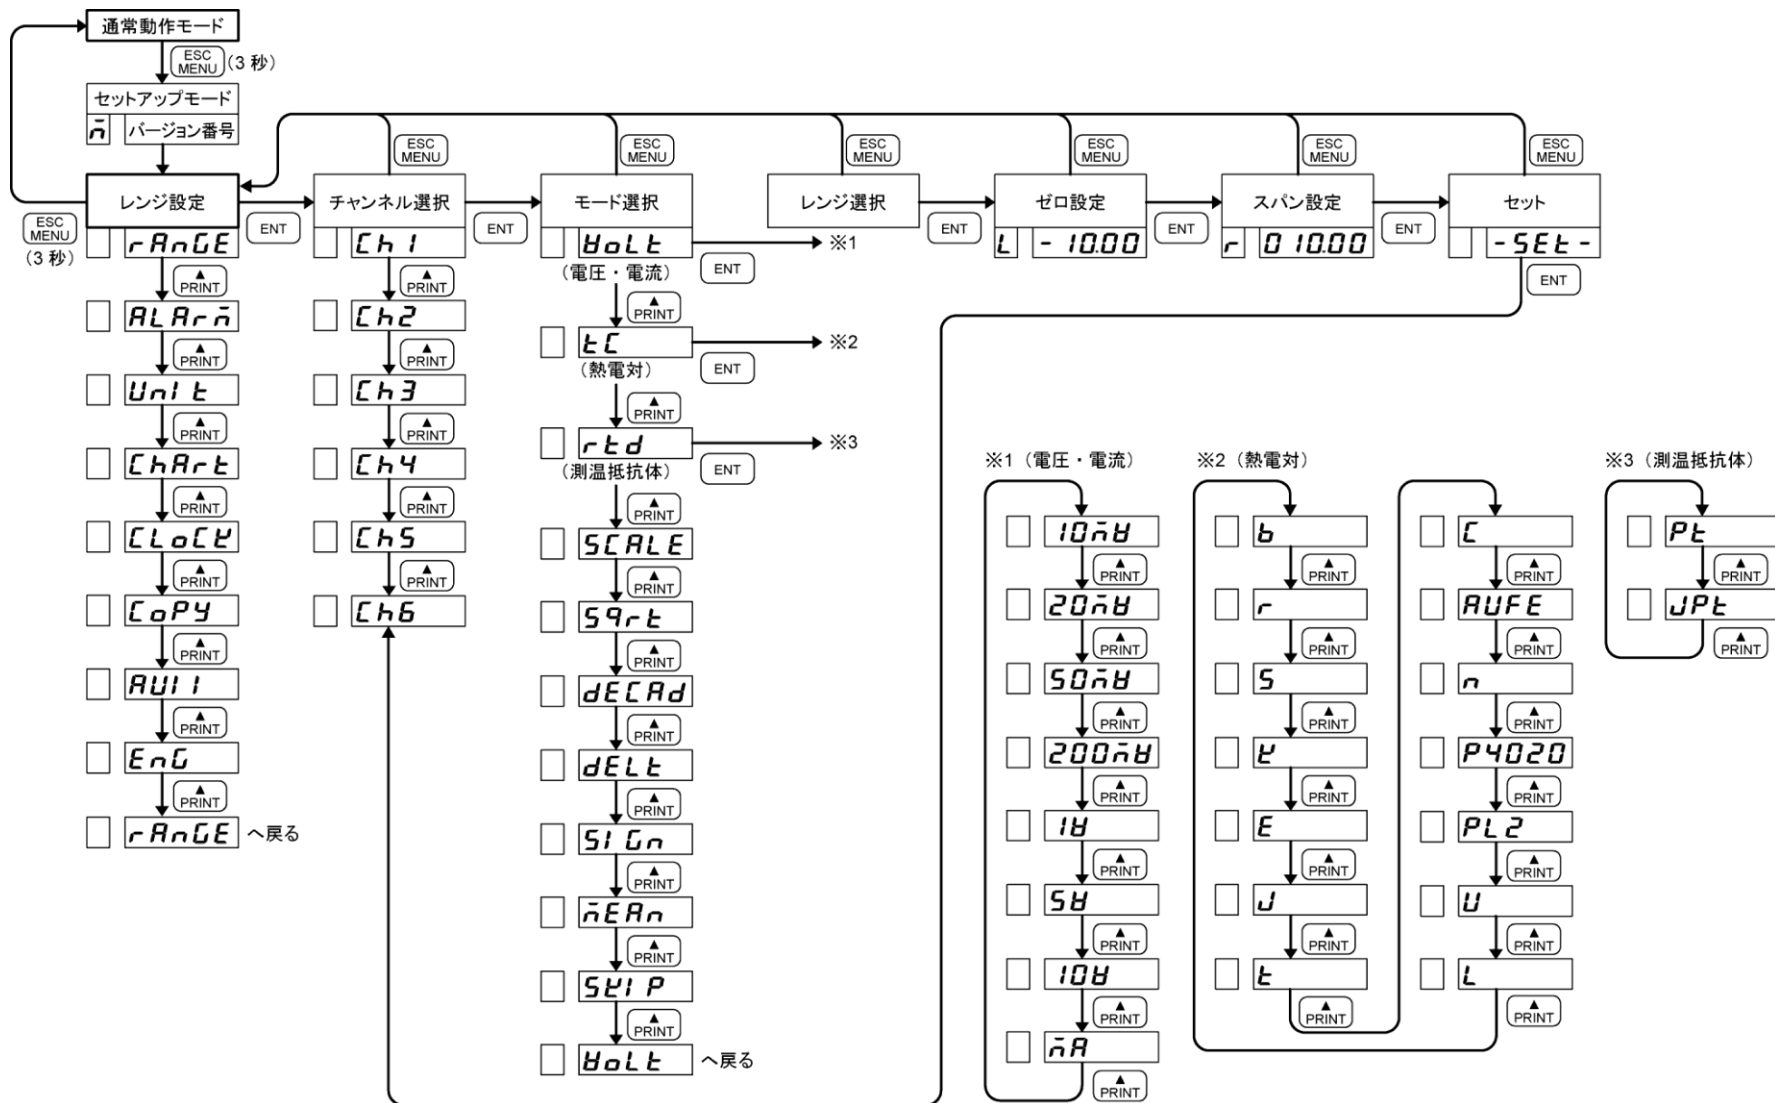 通常動作モード
ESC MENU (3 秒)
セットアップモード
m バージョン番号
ESC MENU
ESC MENU
ESC MENU
ESC MENU
ESC MENU
ESC MENU
レンジ設定
チャンネル選択
モード選択
レンジ選択
ゼロ設定
スパン設定
セット
ESC MENU
(3 秒)
ENT
ENT
ENT
ENT
ENT
rAnGE
▲ PRINT
ALArm
▲ PRINT
UnIt
▲ PRINT
ChArt
▲ PRINT
CLoCK
▲ PRINT
CoPY
▲ PRINT
AUX1
▲ PRINT
EnG
▲ PRINT
rAnGE へ戻る
Ch1
▲ PRINT
Ch2
▲ PRINT
Ch3
▲ PRINT
Ch4
▲ PRINT
Ch5
▲ PRINT
Ch6
VoLt ※1
(電圧・電流) ENT
▲ PRINT
tC ※2
(熱電対) ENT
▲ PRINT
rtd ※3
(測温抵抗体) ENT
▲ PRINT
SCALE
▲ PRINT
Sqrt
▲ PRINT
dECAd
▲ PRINT
dELt
▲ PRINT
SIGn
▲ PRINT
mEAn
▲ PRINT
SKIP
▲ PRINT
VoLt へ戻る
L -10.00
r 010.00
-SEt-
ENT
※1 (電圧・電流)
10mV
▲ PRINT
20mV
▲ PRINT
50mV
▲ PRINT
200mV
▲ PRINT
1V
▲ PRINT
5V
▲ PRINT
10V
▲ PRINT
mA
▲ PRINT
※2 (熱電対)
b
▲ PRINT
r
▲ PRINT
S
▲ PRINT
K
▲ PRINT
E
▲ PRINT
J
▲ PRINT
t
▲ PRINT
C
▲ PRINT
AUFE
▲ PRINT
n
▲ PRINT
P4020
▲ PRINT
PL2
▲ PRINT
U
▲ PRINT
L
▲ PRINT
※3 (測温抵抗体)
Pt
▲ PRINT
JPt
▲ PRINT